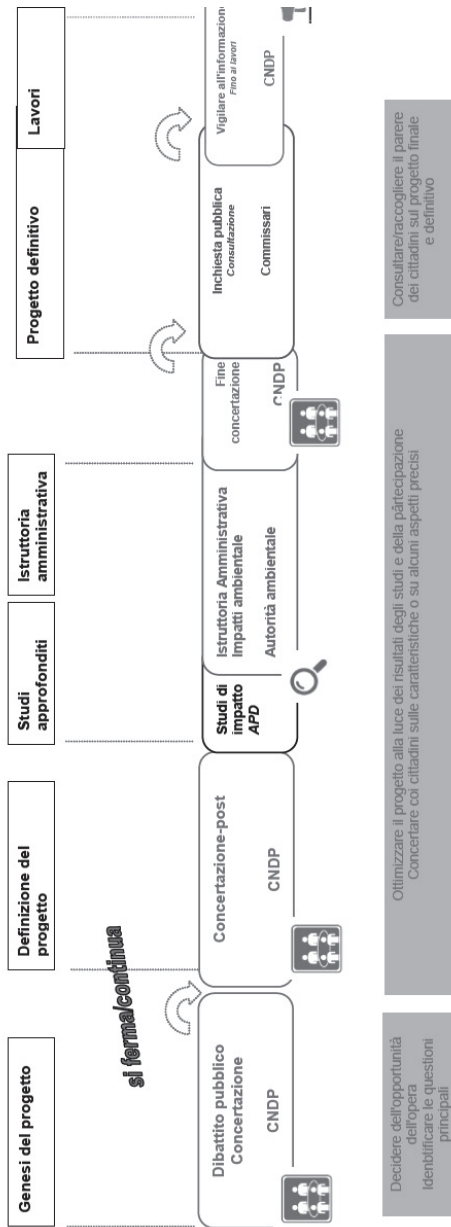 Genesi del progetto
Definizione del
progetto
Studi
approfonditi
Istruttoria
amministrativa
Progetto definitivo
Lavori
si ferma/continua
Dibattito pubblico
Concertazione
CNDP
Concertazione-post
CNDP
Studi di
impatto
APD
Istruttoria Amministrativa
Impatti ambientale
Autorità ambientale
Fine
concertazione
CNDP
Inchiesta pubblica
Consultazione
Commissari
Vigilare all'informazione
Fino ai lavori
CNDP
Decidere dell'opportunità
dell'opera
Idenbtificare le questioni
principali
Ottimizzare il progetto alla luce dei risultati degli studi e della pàrtecipazione
Concertare coi cittadini sulle caratteristiche o su alcuni aspetti precisi
Consultare/raccogliere il parere
dei cittadini sul progetto finale
e definitivo